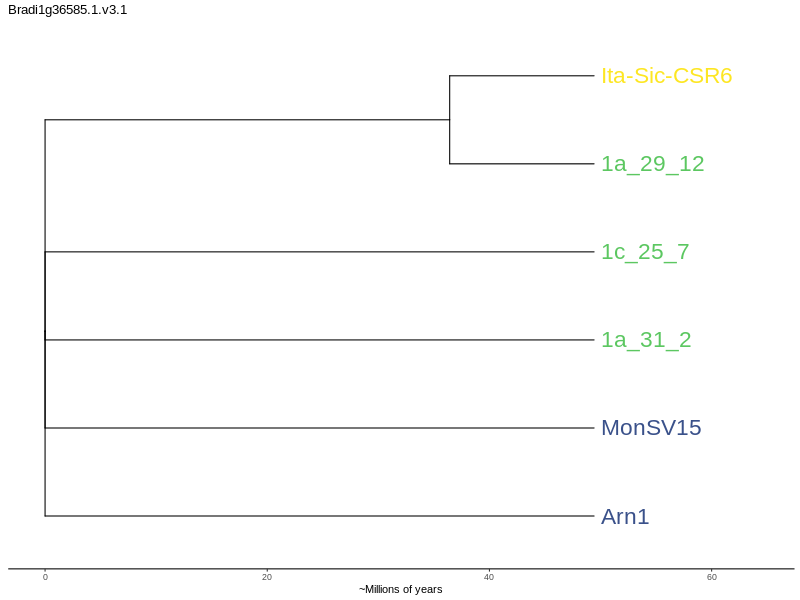 Bradi1g36585.1.v3.1
Ita-Sic-CSR6
1a_29_12
1c_25_7
1a_31_2
MonSV15
Arn1
0 20 40 60
~Millions of years